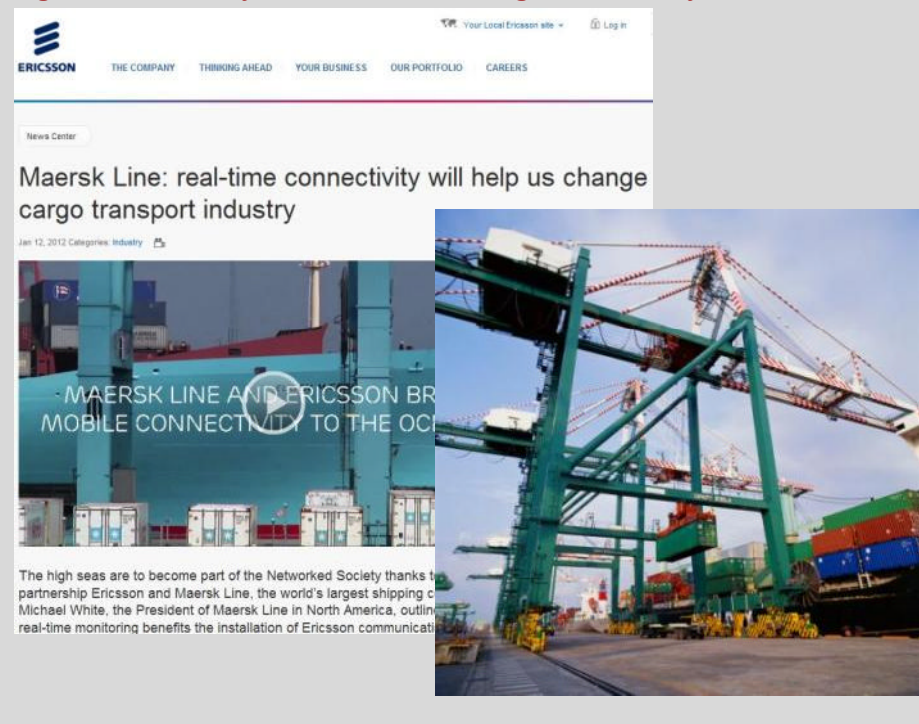 Your Local Ericsson site
Log in
ERICSSON
THE COMPANY
THINKING AHEAD
YOUR BUSINESS
OUR PORTFOLIO
CAREERS
News Center
Maersk Line: real-time connectivity will help us change
cargo transport industry
Jan 12, 2012 Categories: Industry
MAERSK LINE AND ERICSSON BR
MOBILE CONNECTIVITY TO THE OC
The high seas are to become part of the Networked Society thanks t
partnership Ericsson and Maersk Line, the world's largest shipping c
Michael White, the President of Maersk Line in North America, outlin
real-time monitoring benefits the installation of Ericsson communicati